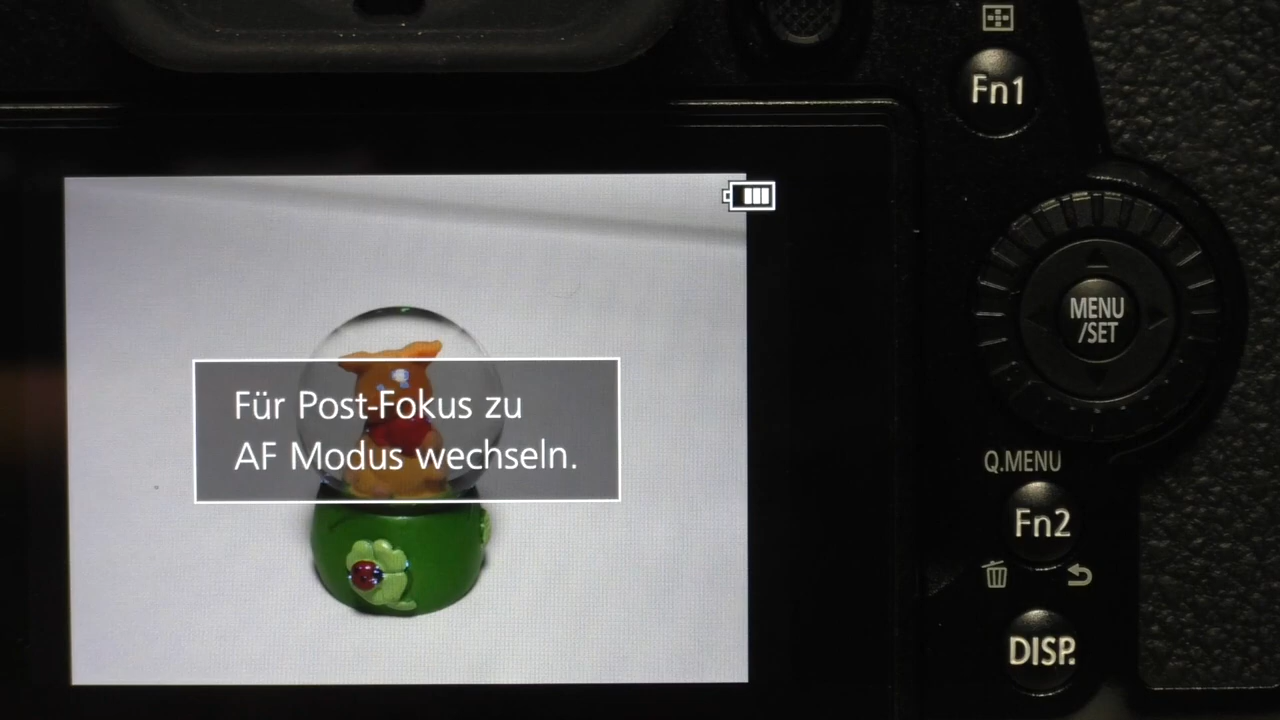 Fn1
Für Post-Fokus zu
AF Modus wechseln.
MENU
/SET
Q.MENU
Fn2
DISP.